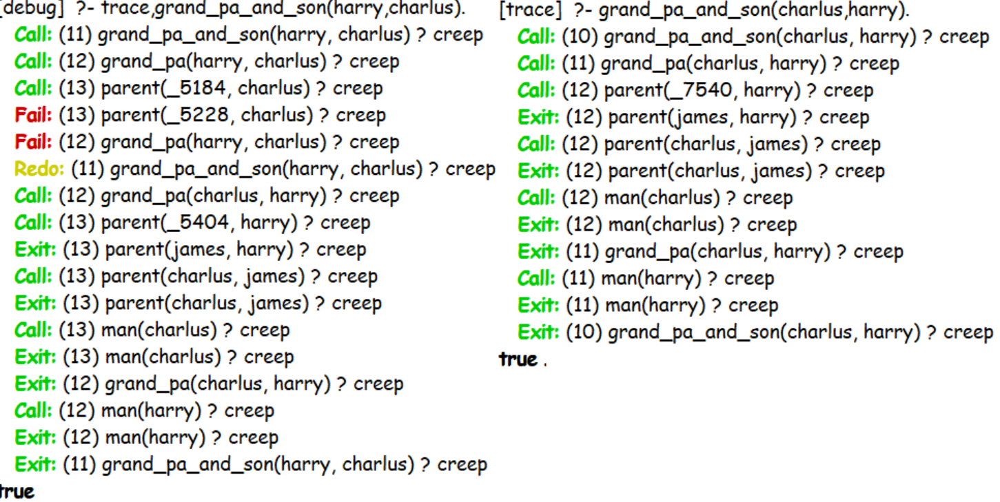 [debug]  ?- trace,grand_pa_and_son(harry,charlus).
Call: (11) grand_pa_and_son(harry, charlus) ? creep
Call: (12) grand_pa(harry, charlus) ? creep
Call: (13) parent(_5184, charlus) ? creep
Fail: (13) parent(_5228, charlus) ? creep
Fail: (12) grand_pa(harry, charlus) ? creep
Redo: (11) grand_pa_and_son(harry, charlus) ? creep
Call: (12) grand_pa(charlus, harry) ? creep
Call: (13) parent(_5404, harry) ? creep
Exit: (13) parent(james, harry) ? creep
Call: (13) parent(charlus, james) ? creep
Exit: (13) parent(charlus, james) ? creep
Call: (13) man(charlus) ? creep
Exit: (13) man(charlus) ? creep
Exit: (12) grand_pa(charlus, harry) ? creep
Call: (12) man(harry) ? creep
Exit: (12) man(harry) ? creep
Exit: (11) grand_pa_and_son(harry, charlus) ? creep
true
[trace]  ?- grand_pa_and_son(charlus,harry).
Call: (10) grand_pa_and_son(charlus, harry) ? creep
Call: (11) grand_pa(charlus, harry) ? creep
Call: (12) parent(_7540, harry) ? creep
Exit: (12) parent(james, harry) ? creep
Call: (12) parent(charlus, james) ? creep
Exit: (12) parent(charlus, james) ? creep
Call: (12) man(charlus) ? creep
Exit: (12) man(charlus) ? creep
Exit: (11) grand_pa(charlus, harry) ? creep
Call: (11) man(harry) ? creep
Exit: (11) man(harry) ? creep
Exit: (10) grand_pa_and_son(charlus, harry) ? creep
true .